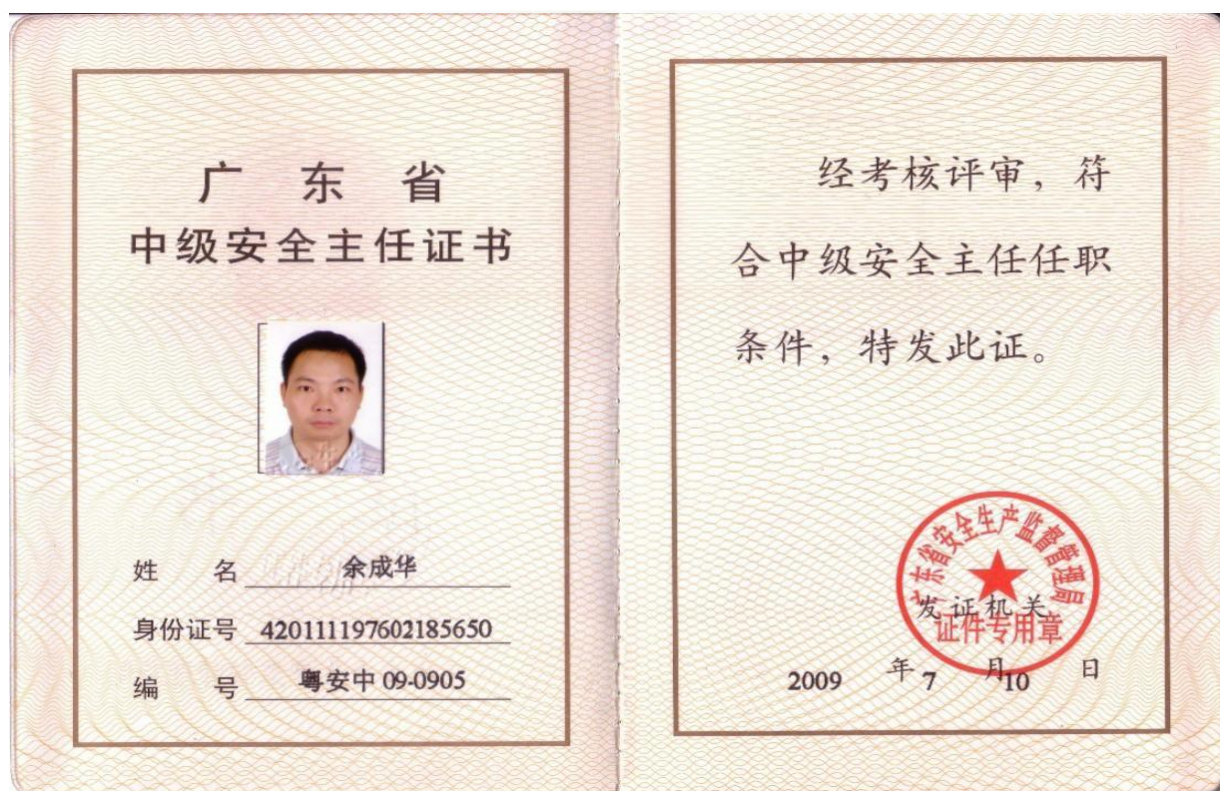 广东省
中级安全主任证书
姓 名 余成华
身份证号 420111197602185650
编 号 粤安中 09-0905
经考核评审，符
合中级安全主任任职
条件，特发此证。
广东省安全生产监督管理局
发证机关
证件专用章
2009 年 7 月 10 日